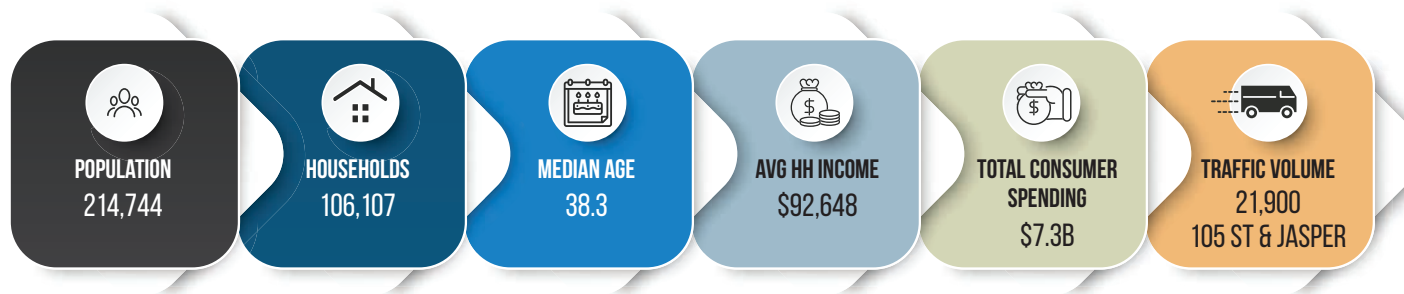 POPULATION
214,744
HOUSEHOLDS
106,107
MEDIAN AGE
38.3
AVG HH INCOME
$92,648
TOTAL CONSUMER
SPENDING
$7.3B
TRAFFIC VOLUME
21,900
105 ST & JASPER